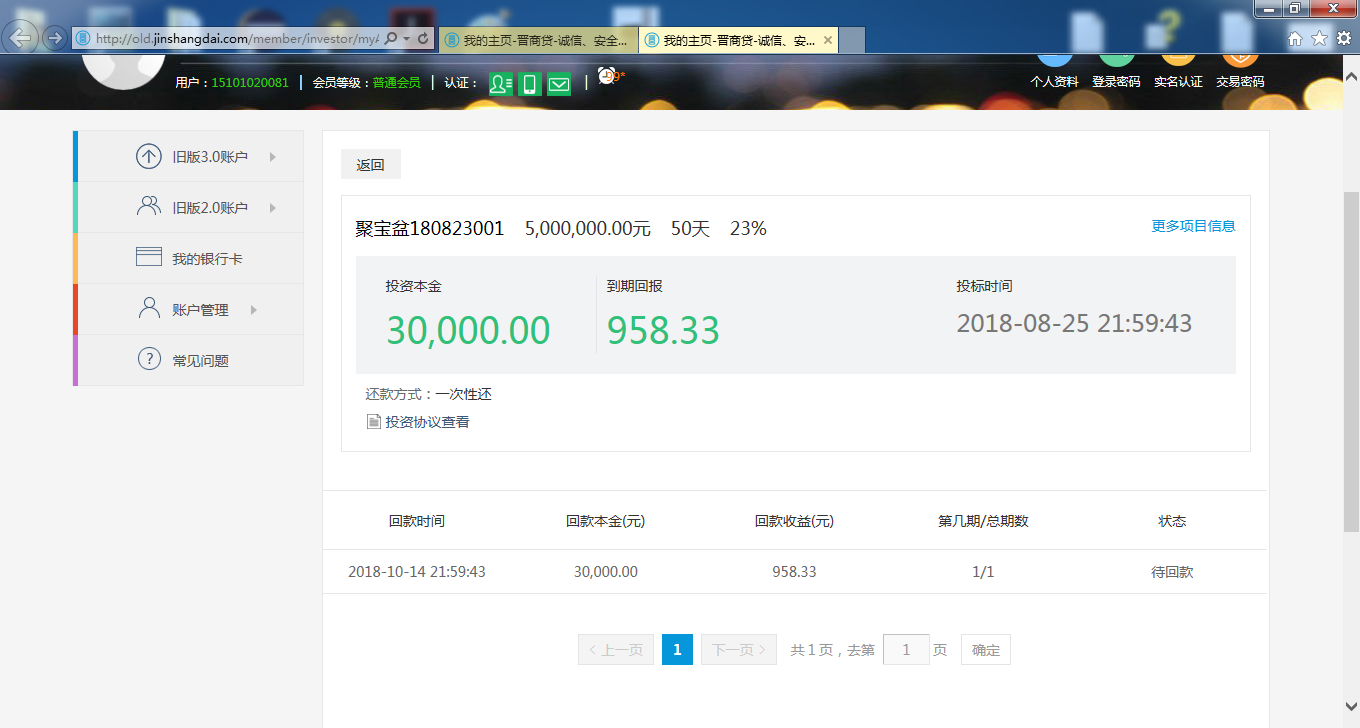 http://old.jinshangdai.com/member/investor/my
我的主页-晋商贷-诚信、安全...
我的主页-晋商贷-诚信、安...
用户：15101020081 | 会员等级：普通会员 | 认证： |
个人资料 登录密码 实名认证 交易密码
旧版3.0账户
旧版2.0账户
我的银行卡
账户管理
常见问题
返回
聚宝盆180823001 5,000,000.00元 50天 23%
更多项目信息
投资本金 到期回报 投标时间
30,000.00 958.33 2018-08-25 21:59:43
还款方式：一次性还
投资协议查看
回款时间 回款本金(元) 回款收益(元) 第几期/总期数 状态
2018-10-14 21:59:43 30,000.00 958.33 1/1 待回款
< 上一页 1 下一页 > 共 1 页，去第 1 页 确定